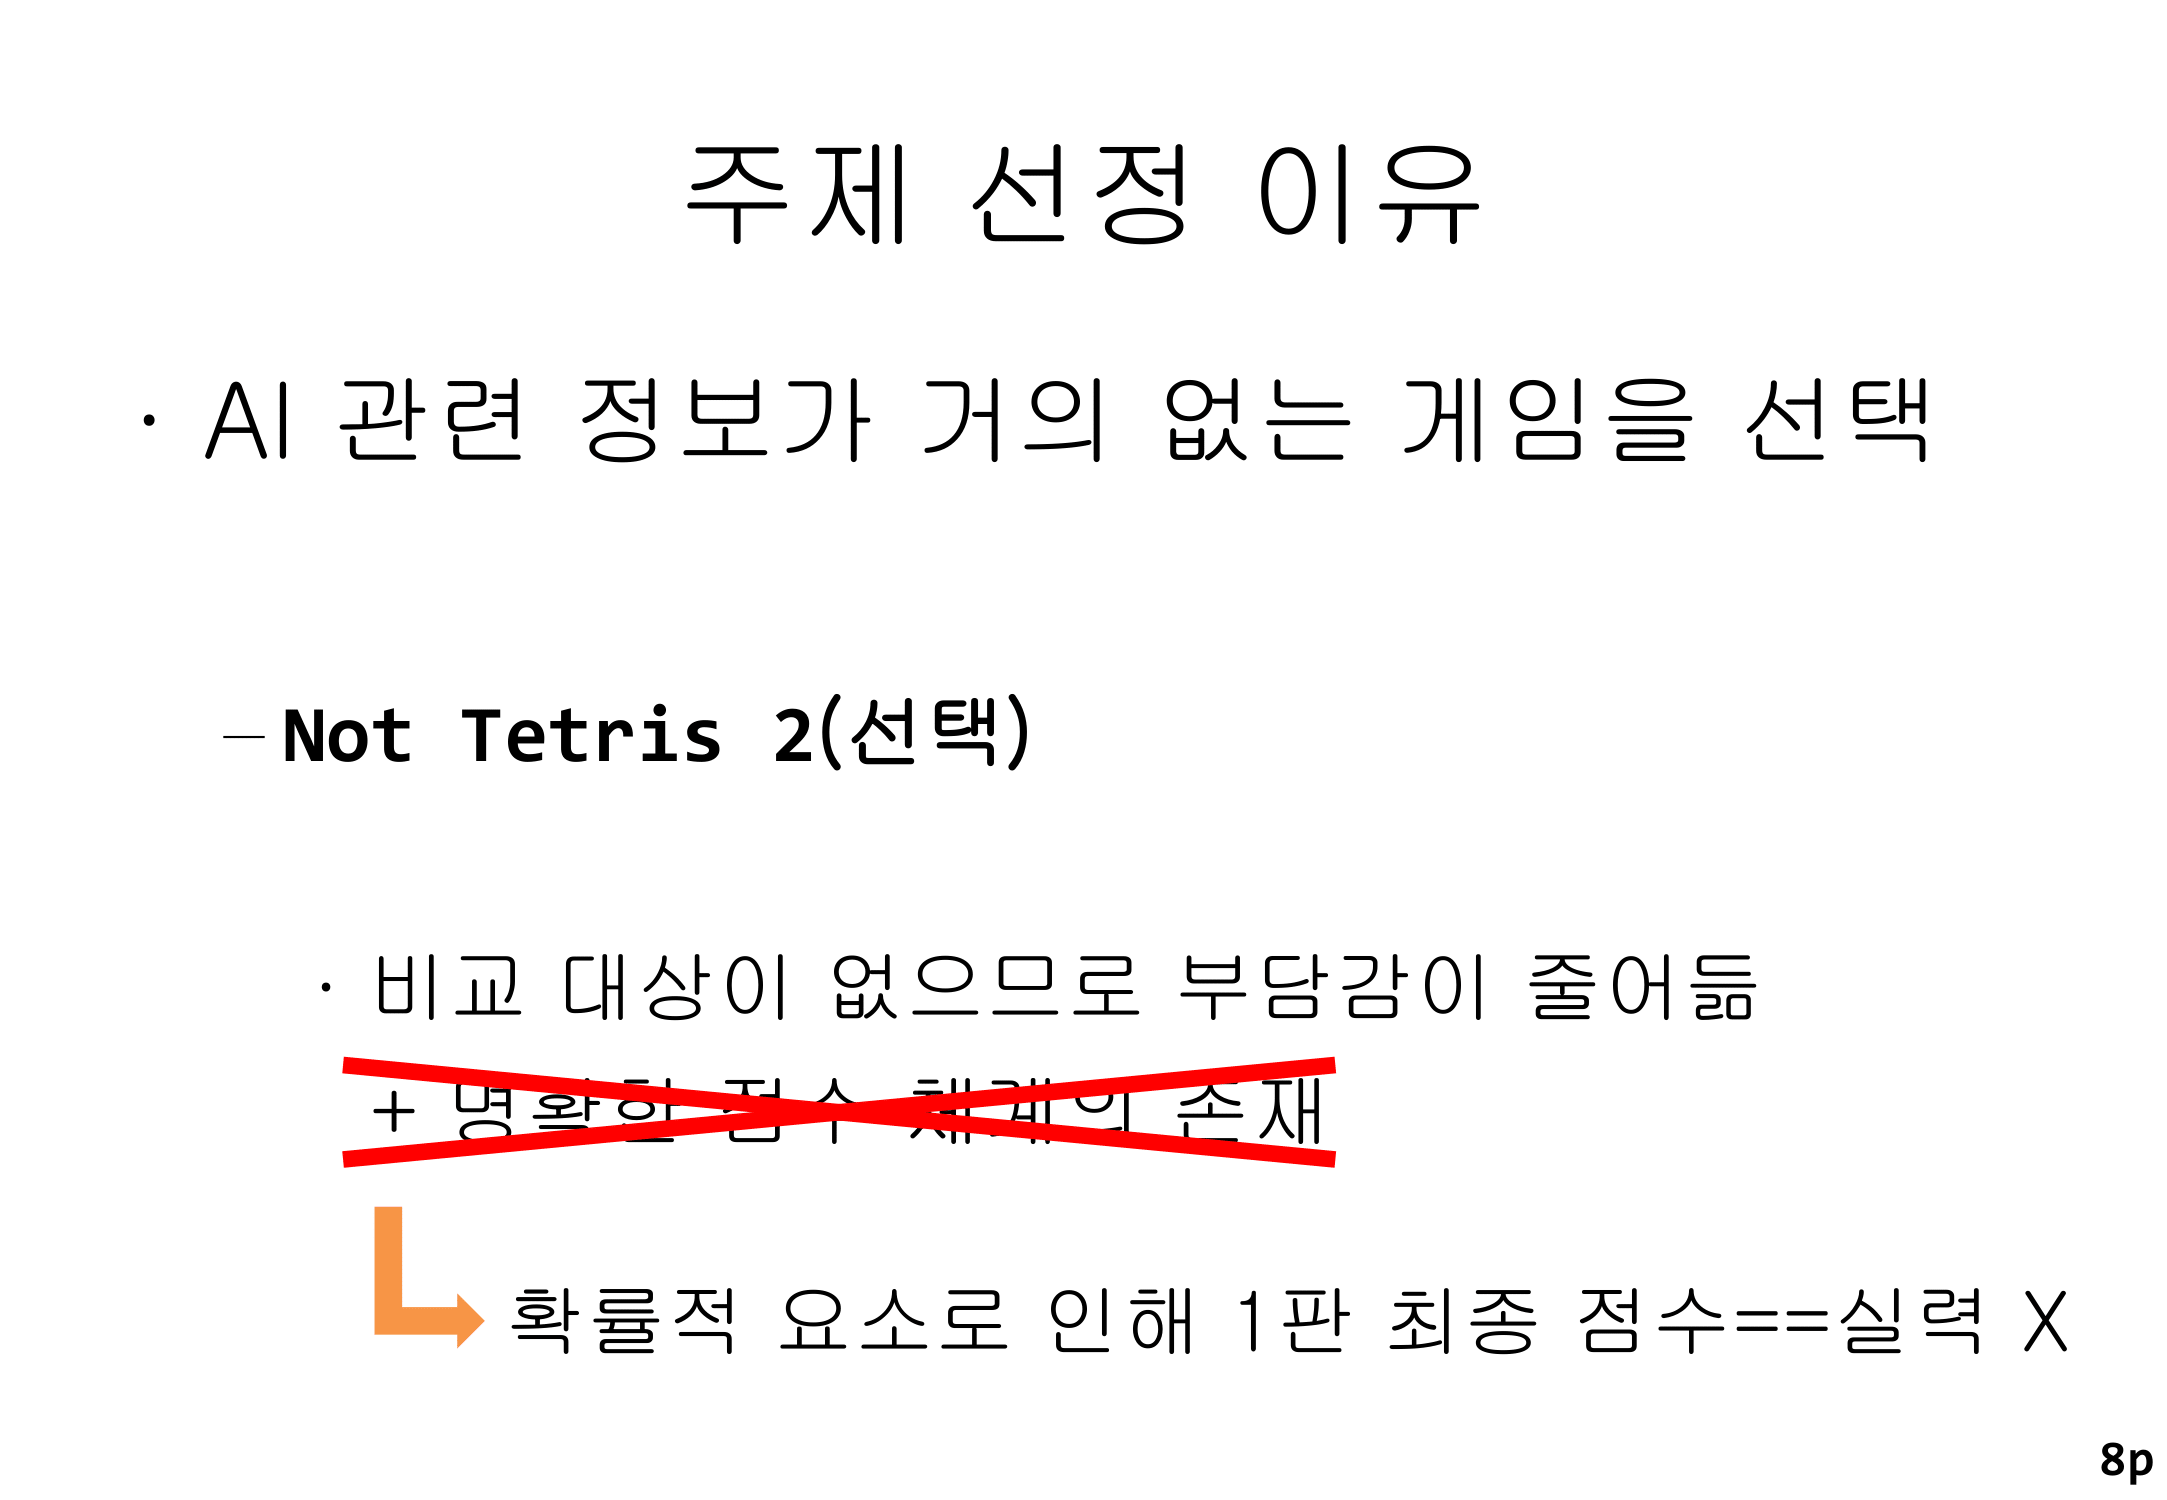 주제 선정 이유
· AI 관련 정보가 거의 없는 게임을 선택
– Not Tetris 2(선택)
· 비교 대상이 없으므로 부담감이 줄어듦
+ 명확한 점수 체계의 존재
확률적 요소로 인해 1판 최종 점수==실력 X
8p